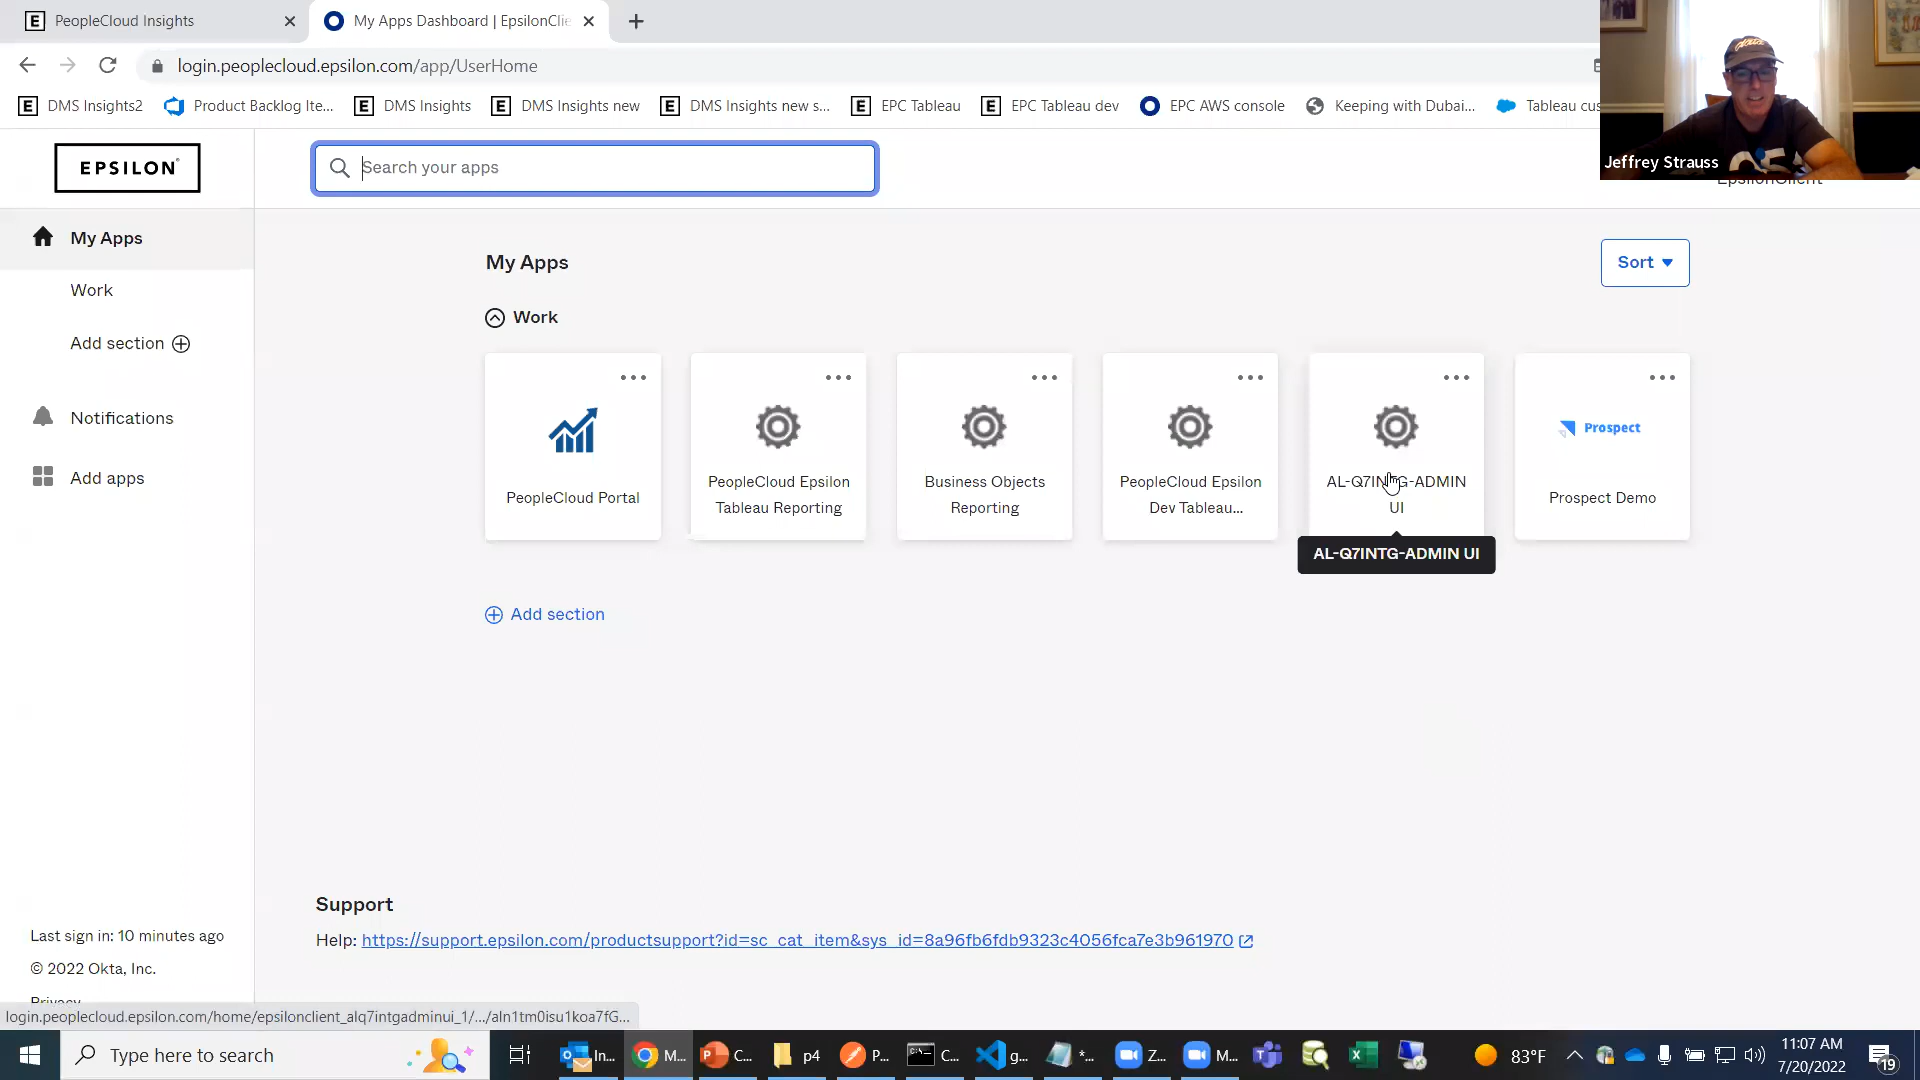 PeopleCloud Insights
My Apps Dashboard | EpsilonClie
login.peoplecloud.epsilon.com/app/UserHome
DMS Insights2
Product Backlog Ite...
DMS Insights
DMS Insights new
DMS Insights new s...
EPC Tableau
EPC Tableau dev
EPC AWS console
Keeping with Dubai...
Tableau cus
Jeffrey Strauss
EpsilonClient
EPSILON
Search your apps
My Apps
Work
Add section
Notifications
Add apps
My Apps
Sort
Work
PeopleCloud Portal
PeopleCloud Epsilon
Tableau Reporting
Business Objects
Reporting
PeopleCloud Epsilon
Dev Tableau...
AL-Q7INTG-ADMIN
UI
Prospect
Prospect Demo
AL-Q7INTG-ADMIN UI
Add section
Support
Help: https://support.epsilon.com/productsupport?id=sc_cat_item&sys_id=8a96fb6fdb9323c4056fca7e3b961970
Last sign in: 10 minutes ago
© 2022 Okta, Inc.
Privacy
login.peoplecloud.epsilon.com/home/epsilonclient_alq7intgadminui_1/.../aln1tm0isu1koa7fG...
Type here to search
In...
M...
C...
p4
P...
C...
g...
*...
Z...
M...
83°F
11:07 AM
7/20/2022
19